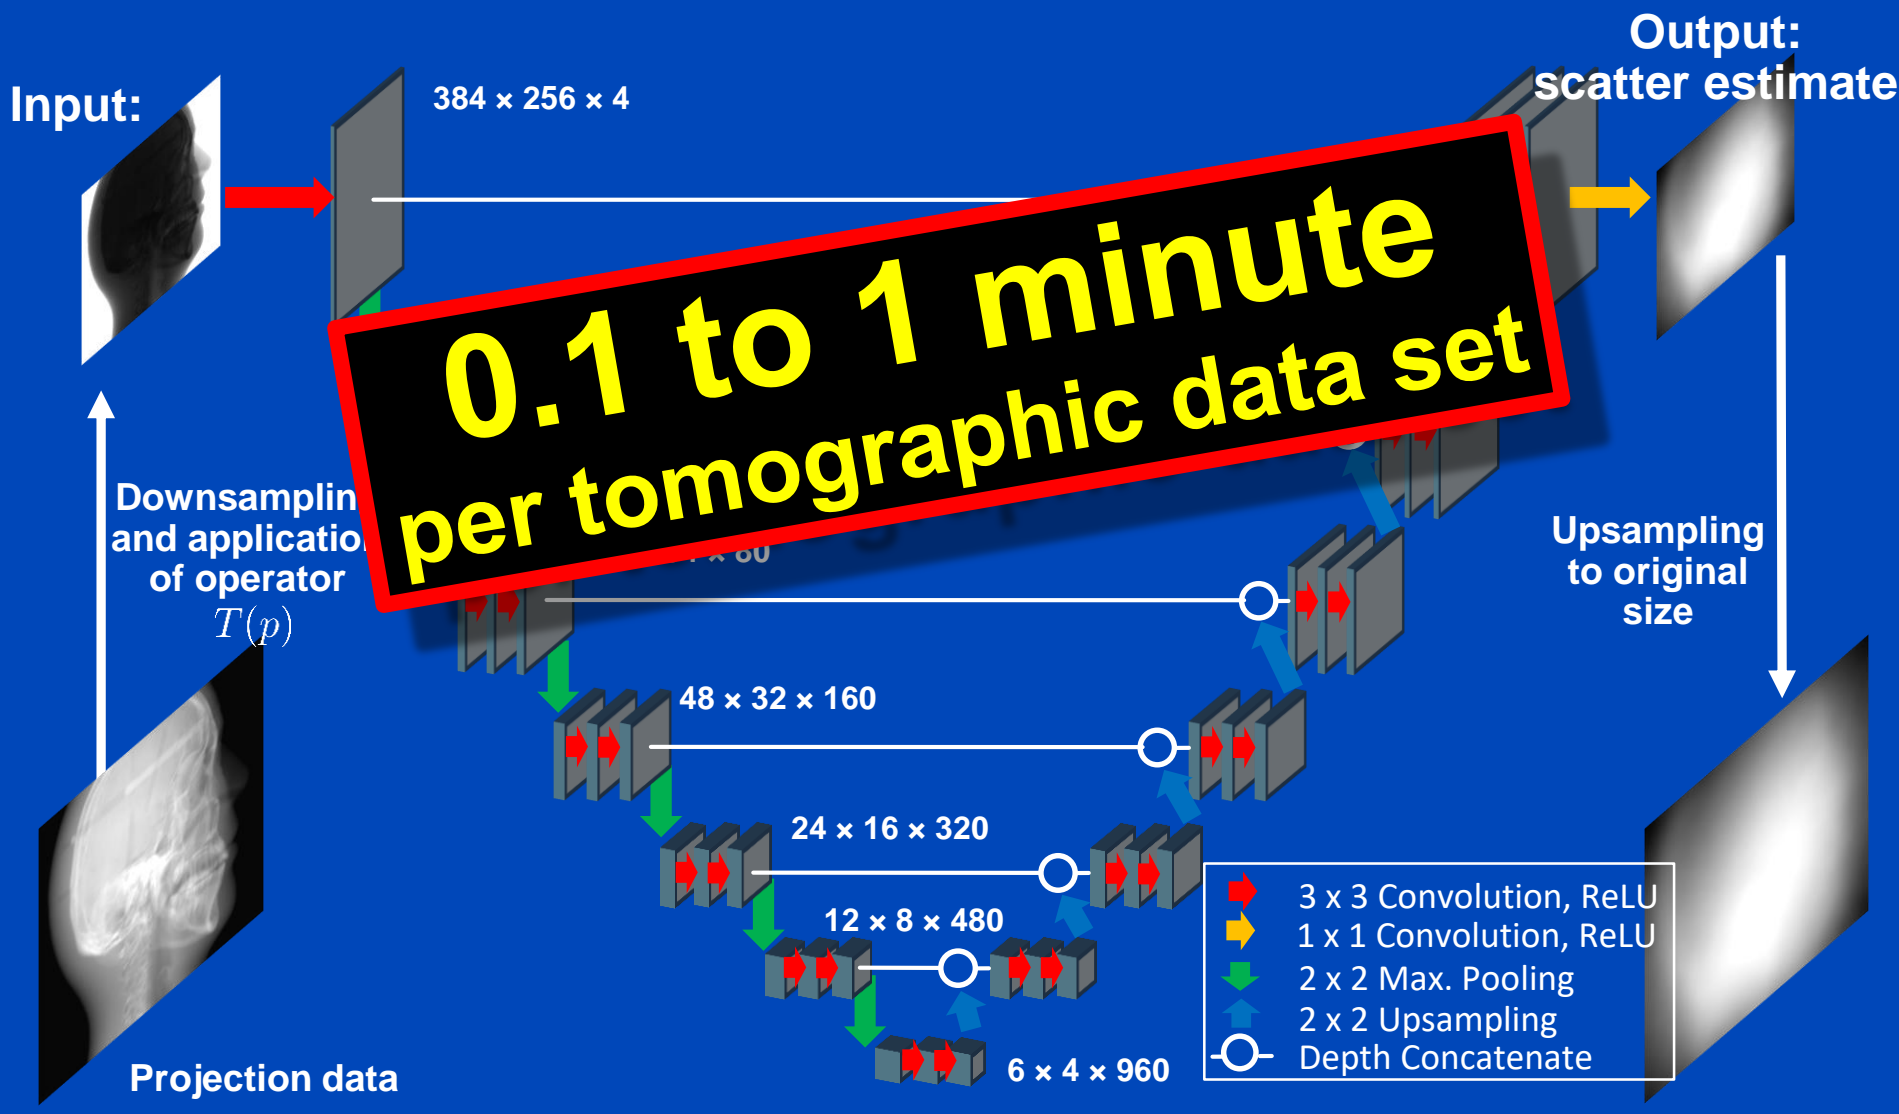 Input:
384 × 256 × 4
Output:
scatter estimate
0.1 to 1 minute
per tomographic data set
Downsamplin
and applicatio
of operator
T(p)
× 80
Upsampling
to original
size
48 × 32 × 160
24 × 16 × 320
12 × 8 × 480
6 × 4 × 960
Projection data
3 x 3 Convolution, ReLU
1 x 1 Convolution, ReLU
2 x 2 Max. Pooling
2 x 2 Upsampling
Depth Concatenate